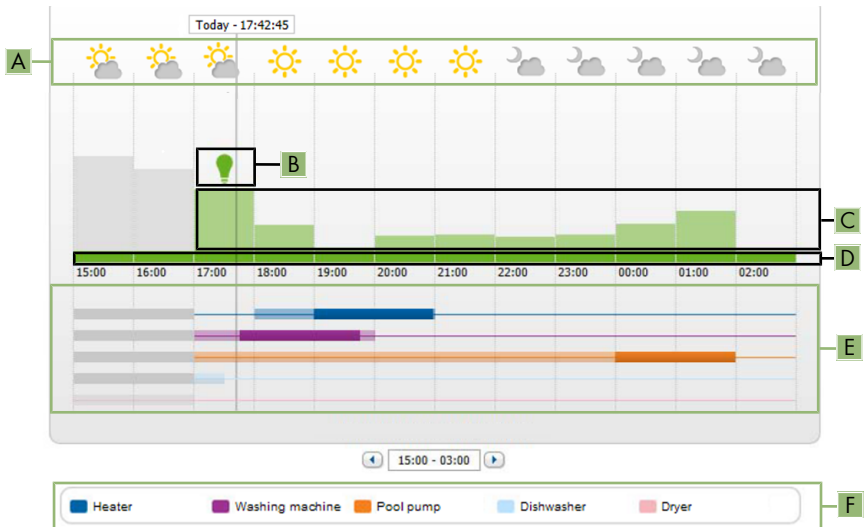 Today - 17:42:45
A
B
C
D
15:00 16:00 17:00 18:00 19:00 20:00 21:00 22:00 23:00 00:00 01:00 02:00
E
15:00 - 03:00
Heater Washing machine Pool pump Dishwasher Dryer
F